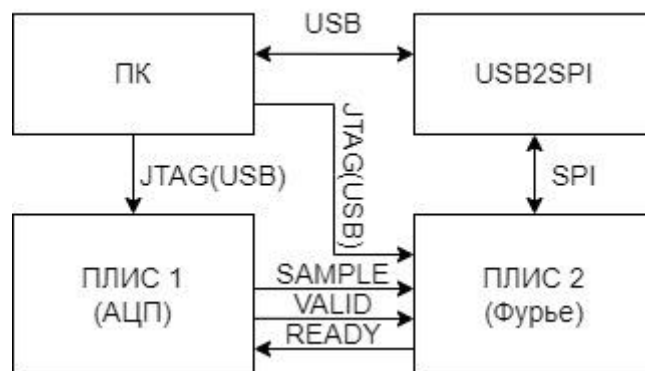 USB
ПК
USB2SPI
JTAG(USB)
JTAG(USB)
SPI
ПЛИС 1
(АЦП)
SAMPLE
VALID
READY
ПЛИС 2
(Фурье)